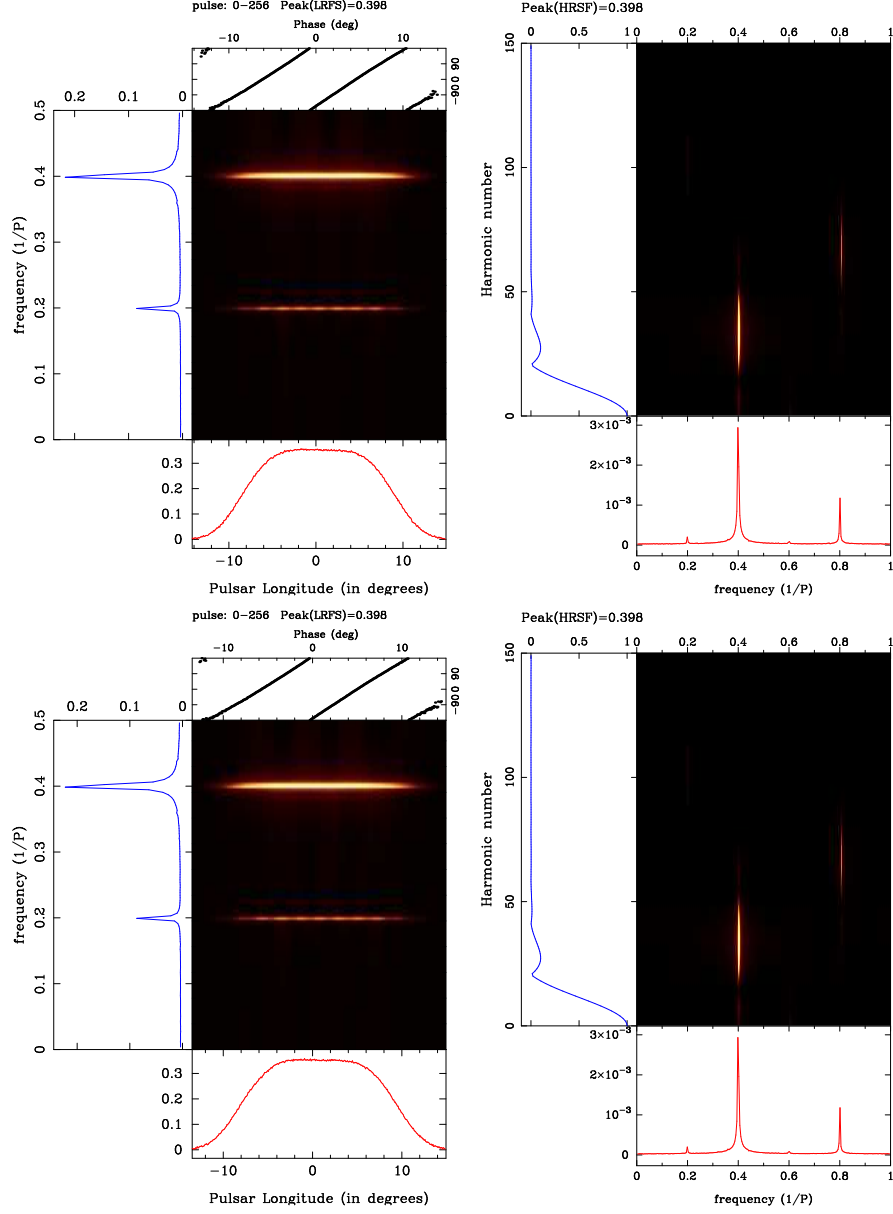 pulse: 0−256 Peak(LRFS)=0.398
Phase (deg)
−10 0 10
−90 0 90
0.2 0.1 0
frequency (1/P)
0 0.1 0.2 0.3 0.4 0.5
0 0.1 0.2 0.3
−10 0 10
Pulsar Longitude (in degrees)
Peak(HRSF)=0.398
0 0.5 1
0 0.2 0.4 0.6 0.8 1
Harmonic number
0 50 100 150
3×10−3
2×10−3
10−3
0
0 0.2 0.4 0.6 0.8 1
frequency (1/P)
pulse: 0−256 Peak(LRFS)=0.398
Phase (deg)
−10 0 10
−90 0 90
0.2 0.1 0
frequency (1/P)
0 0.1 0.2 0.3 0.4 0.5
0 0.1 0.2 0.3
−10 0 10
Pulsar Longitude (in degrees)
Peak(HRSF)=0.398
0 0.5 1
0 0.2 0.4 0.6 0.8 1
Harmonic number
0 50 100 150
3×10−3
2×10−3
10−3
0
0 0.2 0.4 0.6 0.8 1
frequency (1/P)